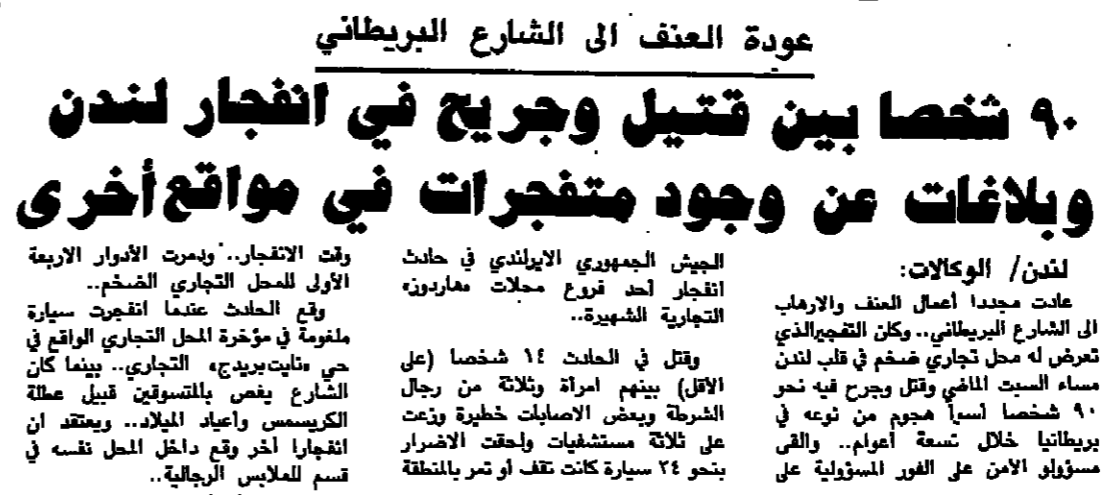 عودة العنف الى الشارع البريطاني
٩٠ شخصا بين قتيل وجريح في انفجار لندن
وبلاغات عن وجود متفجرات في مواقع أخرى
لندن/ الوكالات:
عادت مجددا أعمال العنف والارهاب
الى الشارع البريطاني.. وكان التفجير الذي
تعرض له محل تجاري ضخم في قلب لندن
مساء السبت الماضي وقتل وجرح فيه نحو
٩٠ شخصا أسوأ هجوم من نوعه في
بريطانيا خلال تسعة أعوام.. والقى
مسؤولو الأمن على الفور المسؤولية على
الجيش الجمهوري الايرلندي في حادث
انفجار أحد فروع محلات «هاردون»
التجارية الشهيرة..
وقتل في الحادث ١٤ شخصا (على
الأقل) بينهم امرأة وثلاثة من رجال
الشرطة وبعض الاصابات خطيرة وزعت
على ثلاثة مستشفيات ولحقت الاضرار
بنحو ٢٤ سيارة كانت تقف أو تمر بالمنطقة
وقت الانفجار.. ودمرت الأدوار الاربعة
الأولى للمحل التجاري الضخم..
وقع الحادث عندما انفجرت سيارة
ملغومة في مؤخرة المحل التجاري الواقع في
حي «نايت بريدج» التجاري.. بينما كان
الشارع يغص بالمتسوقين قبيل عطلة
الكريسمس وأعياد الميلاد.. ويعتقد ان
انفجارا آخر وقع داخل المحل نفسه في
قسم للملابس الرجالية..